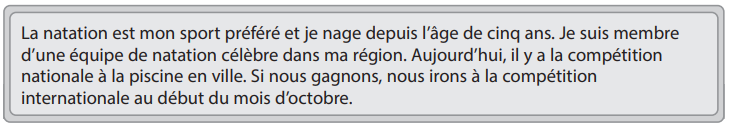 La natation est mon sport préféré et je nage depuis l’âge de cinq ans. Je suis membre
d’une équipe de natation célèbre dans ma région. Aujourd’hui, il y a la compétition
nationale à la piscine en ville. Si nous gagnons, nous irons à la compétition
internationale au début du mois d’octobre.